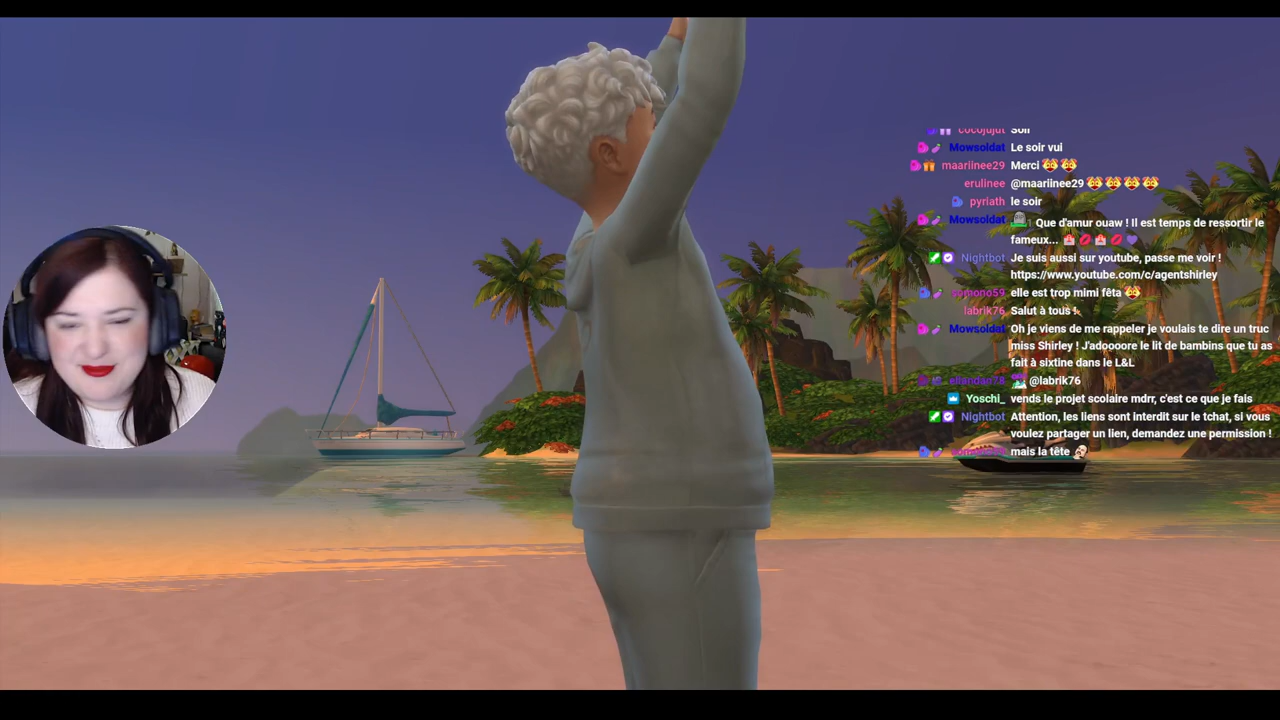 cocojujut Soir
Mowsoldat Le soir vui
maariinee29 Merci
erulinee @maariinee29
pyriath le soir
Mowsoldat Que d'amur ouaw ! Il est temps de ressortir le
fameux...
Nightbot Je suis aussi sur youtube, passe me voir !
https://www.youtube.com/c/agentshirley
elle est trop mimi fêta
labrik76 Salut à tous !
Mowsoldat Oh je viens de me rappeler je voulais te dire un truc
miss Shirley ! J'adoooore le lit de bambins que tu as
fait à sixtine dans le L&L
@labrik76
Yoschi_ vends le projet scolaire mdrr, c'est ce que je fais
Nightbot Attention, les liens sont interdit sur le tchat, si vous
voulez partager un lien, demandez une permission !
mais la tête